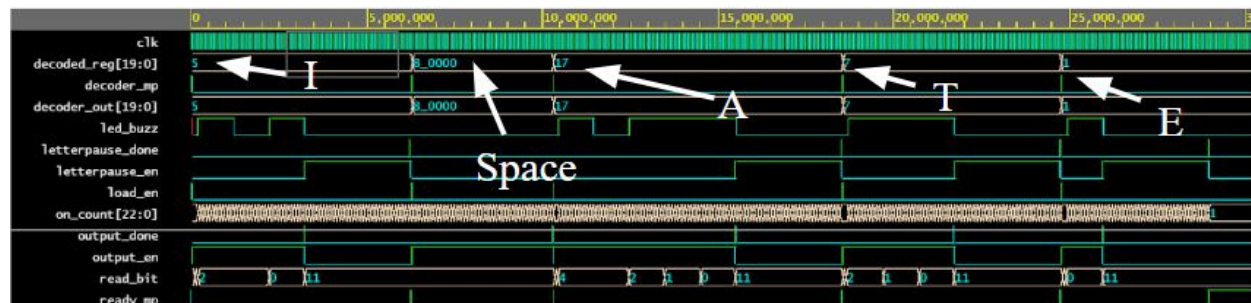 0 5,000,000 10,000,000 15,000,000 20,000,000 25,000,000 3
clk
decoded_reg[19:0] 5 8_0000 17 7 1
I A T E
decoder_mp
decoder_out[19:0] 5 8_0000 17 7 1
led_buzz
letterpause_done
letterpause_en
Space
load_en
on_count[22:0] 1
output_done
output_en
read_bit 2 0 11 4 2 1 0 11 2 1 0 11 0 11
ready_mp